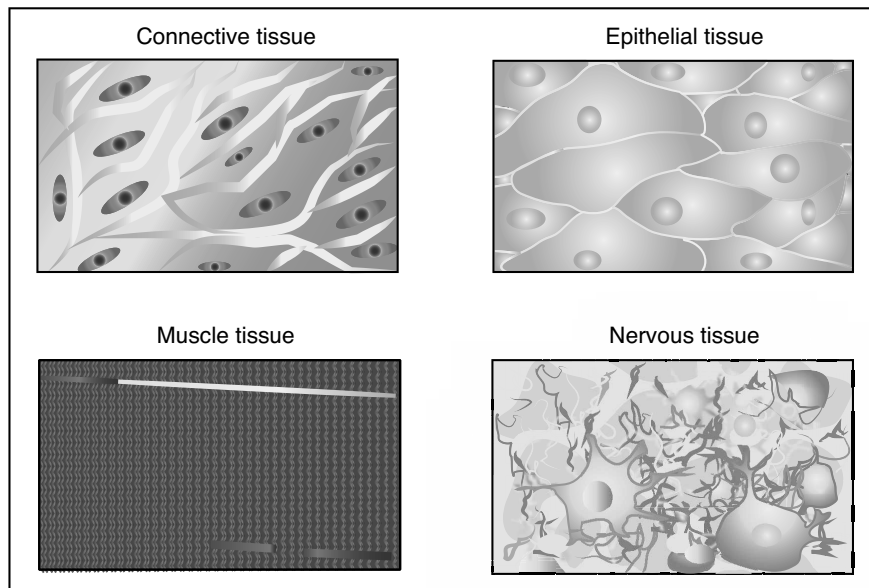 Connective tissue
Epithelial tissue
Muscle tissue
Nervous tissue